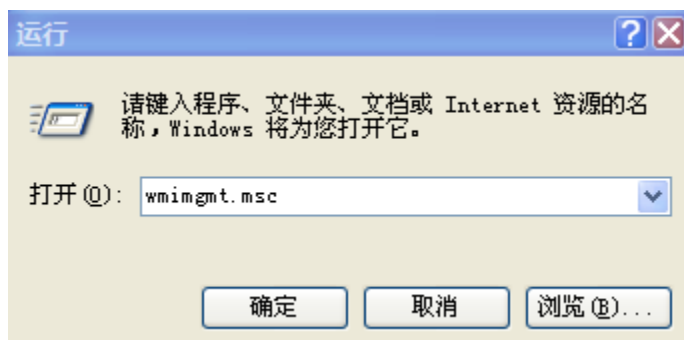 运行
请键入程序、文件夹、文档或 Internet 资源的名
称，Windows 将为您打开它。
打开(O): wmimgmt.msc
确定 取消 浏览(B)...